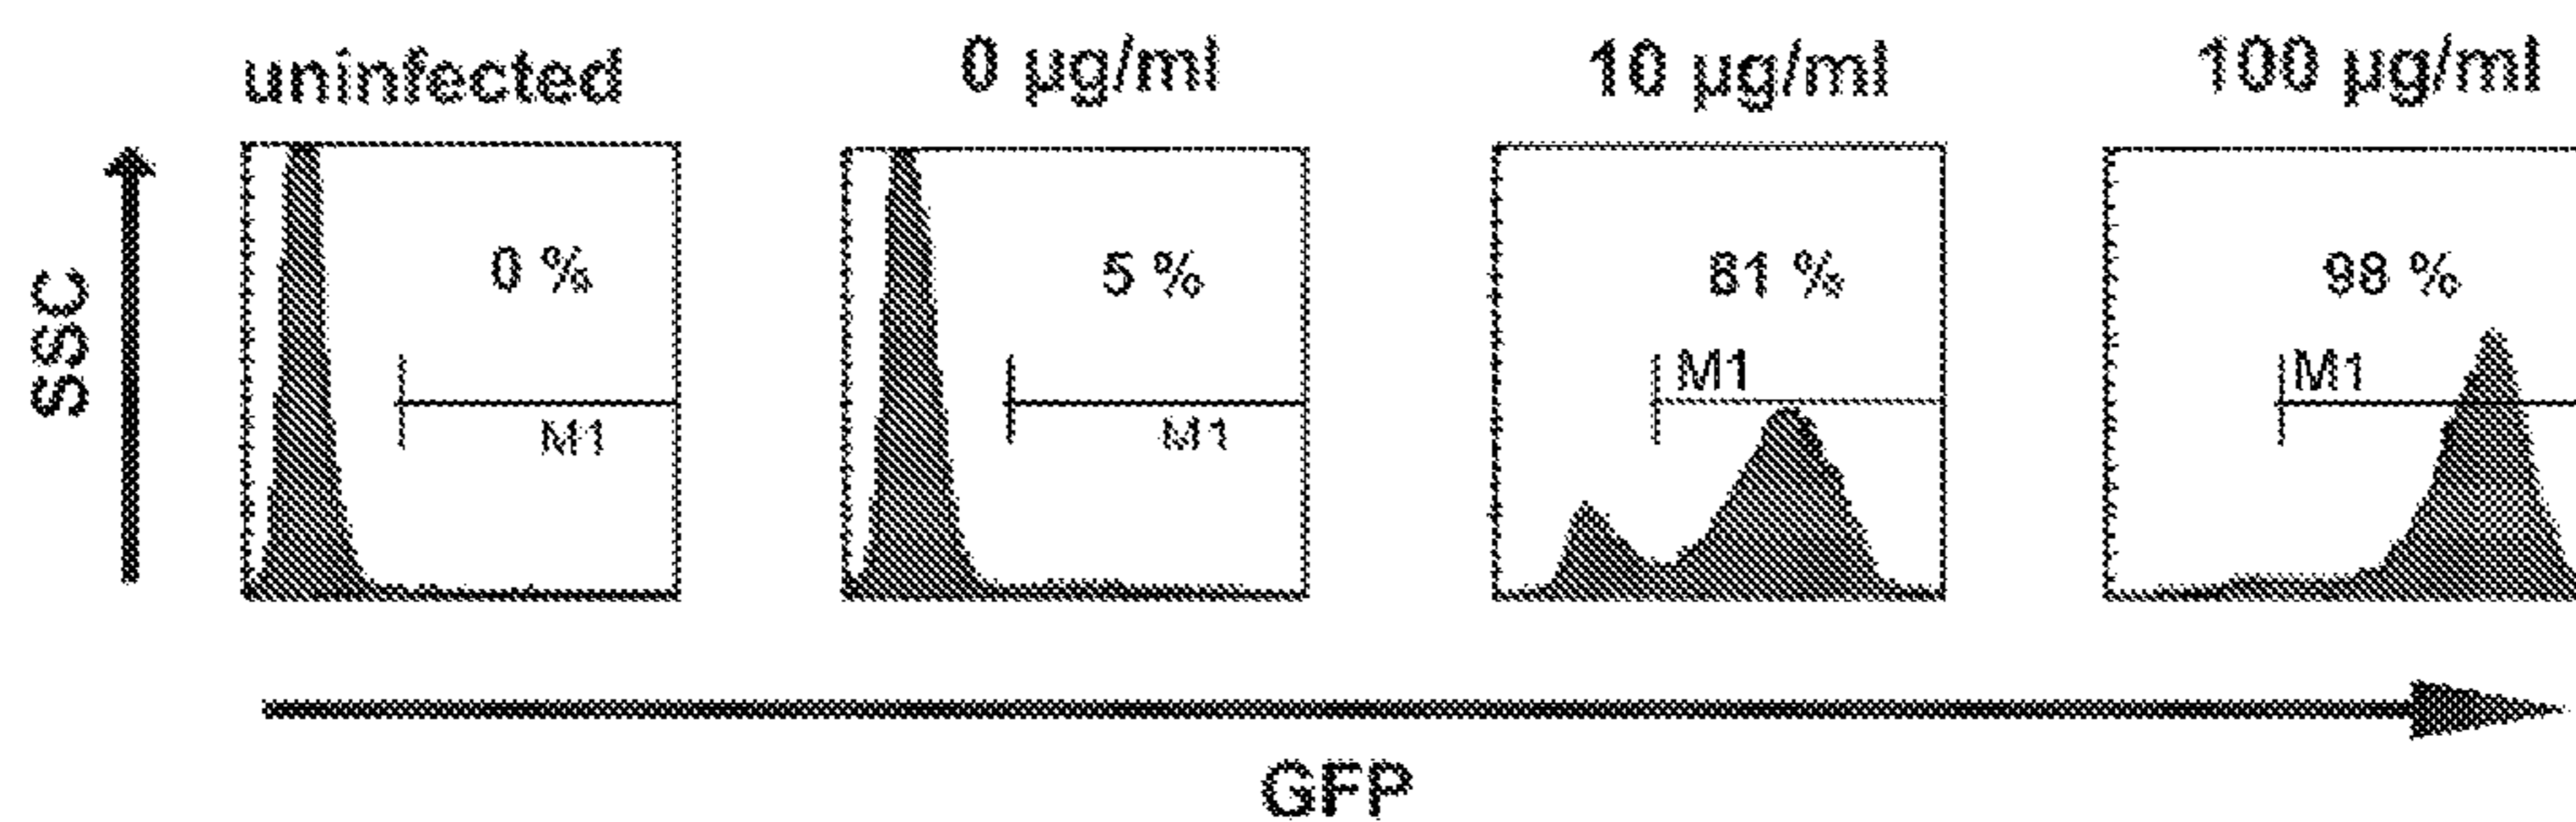 uninfected
0 µg/ml
10 µg/ml
100 µg/ml
SSC
0 %
5 %
81 %
98 %
M1
M1
M1
M1
GFP